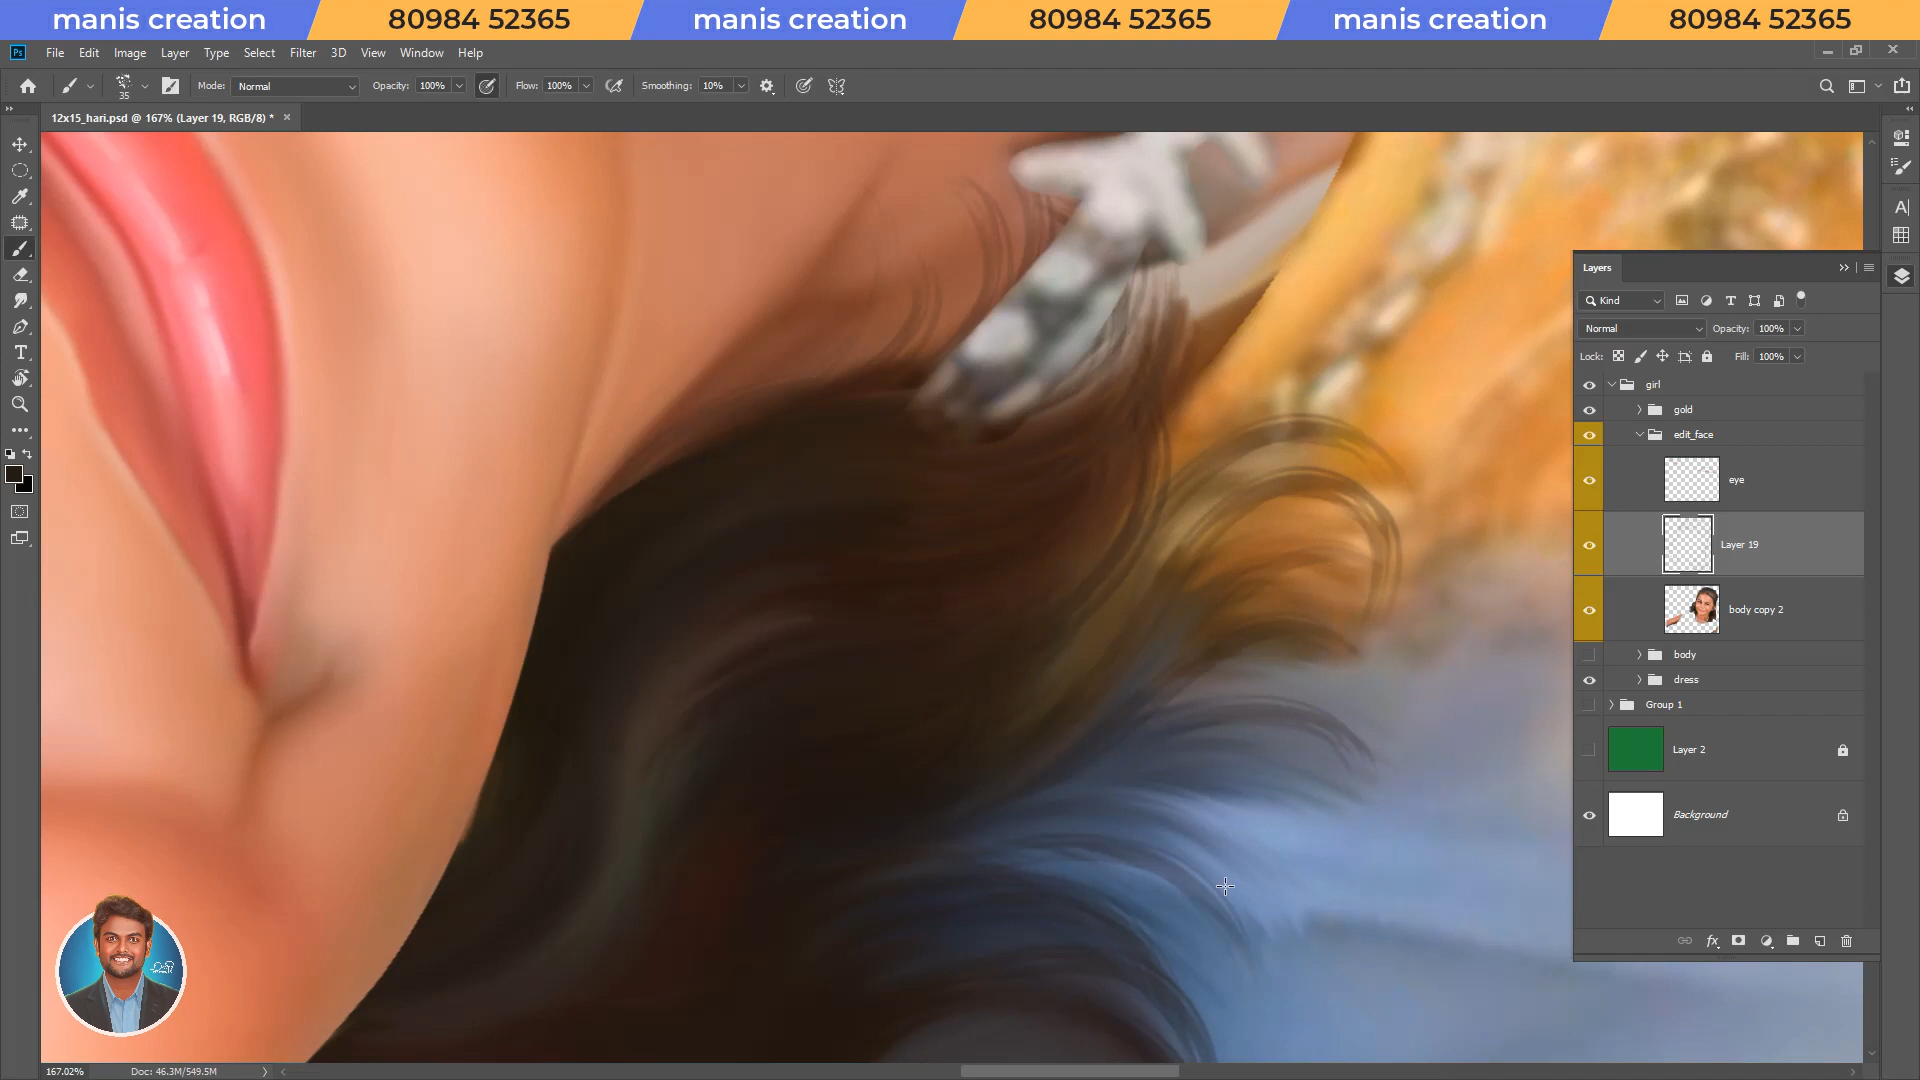 manis creation 80984 52365 manis creation 80984 52365 manis creation 80984 52365
Ps File Edit Image Layer Type Select Filter 3D View Window Help
35 Mode: Normal Opacity: 100% Flow: 100% Smoothing: 10%
12x15_hari.psd @ 167% (Layer 19, RGB/8) *
Layers
Kind
Normal Opacity: 100%
Lock: Fill: 100%
girl
gold
edit_face
eye
Layer 19
body copy 2
body
dress
Group 1
Layer 2
Background
fx
167.02% Doc: 46.3M/549.5M